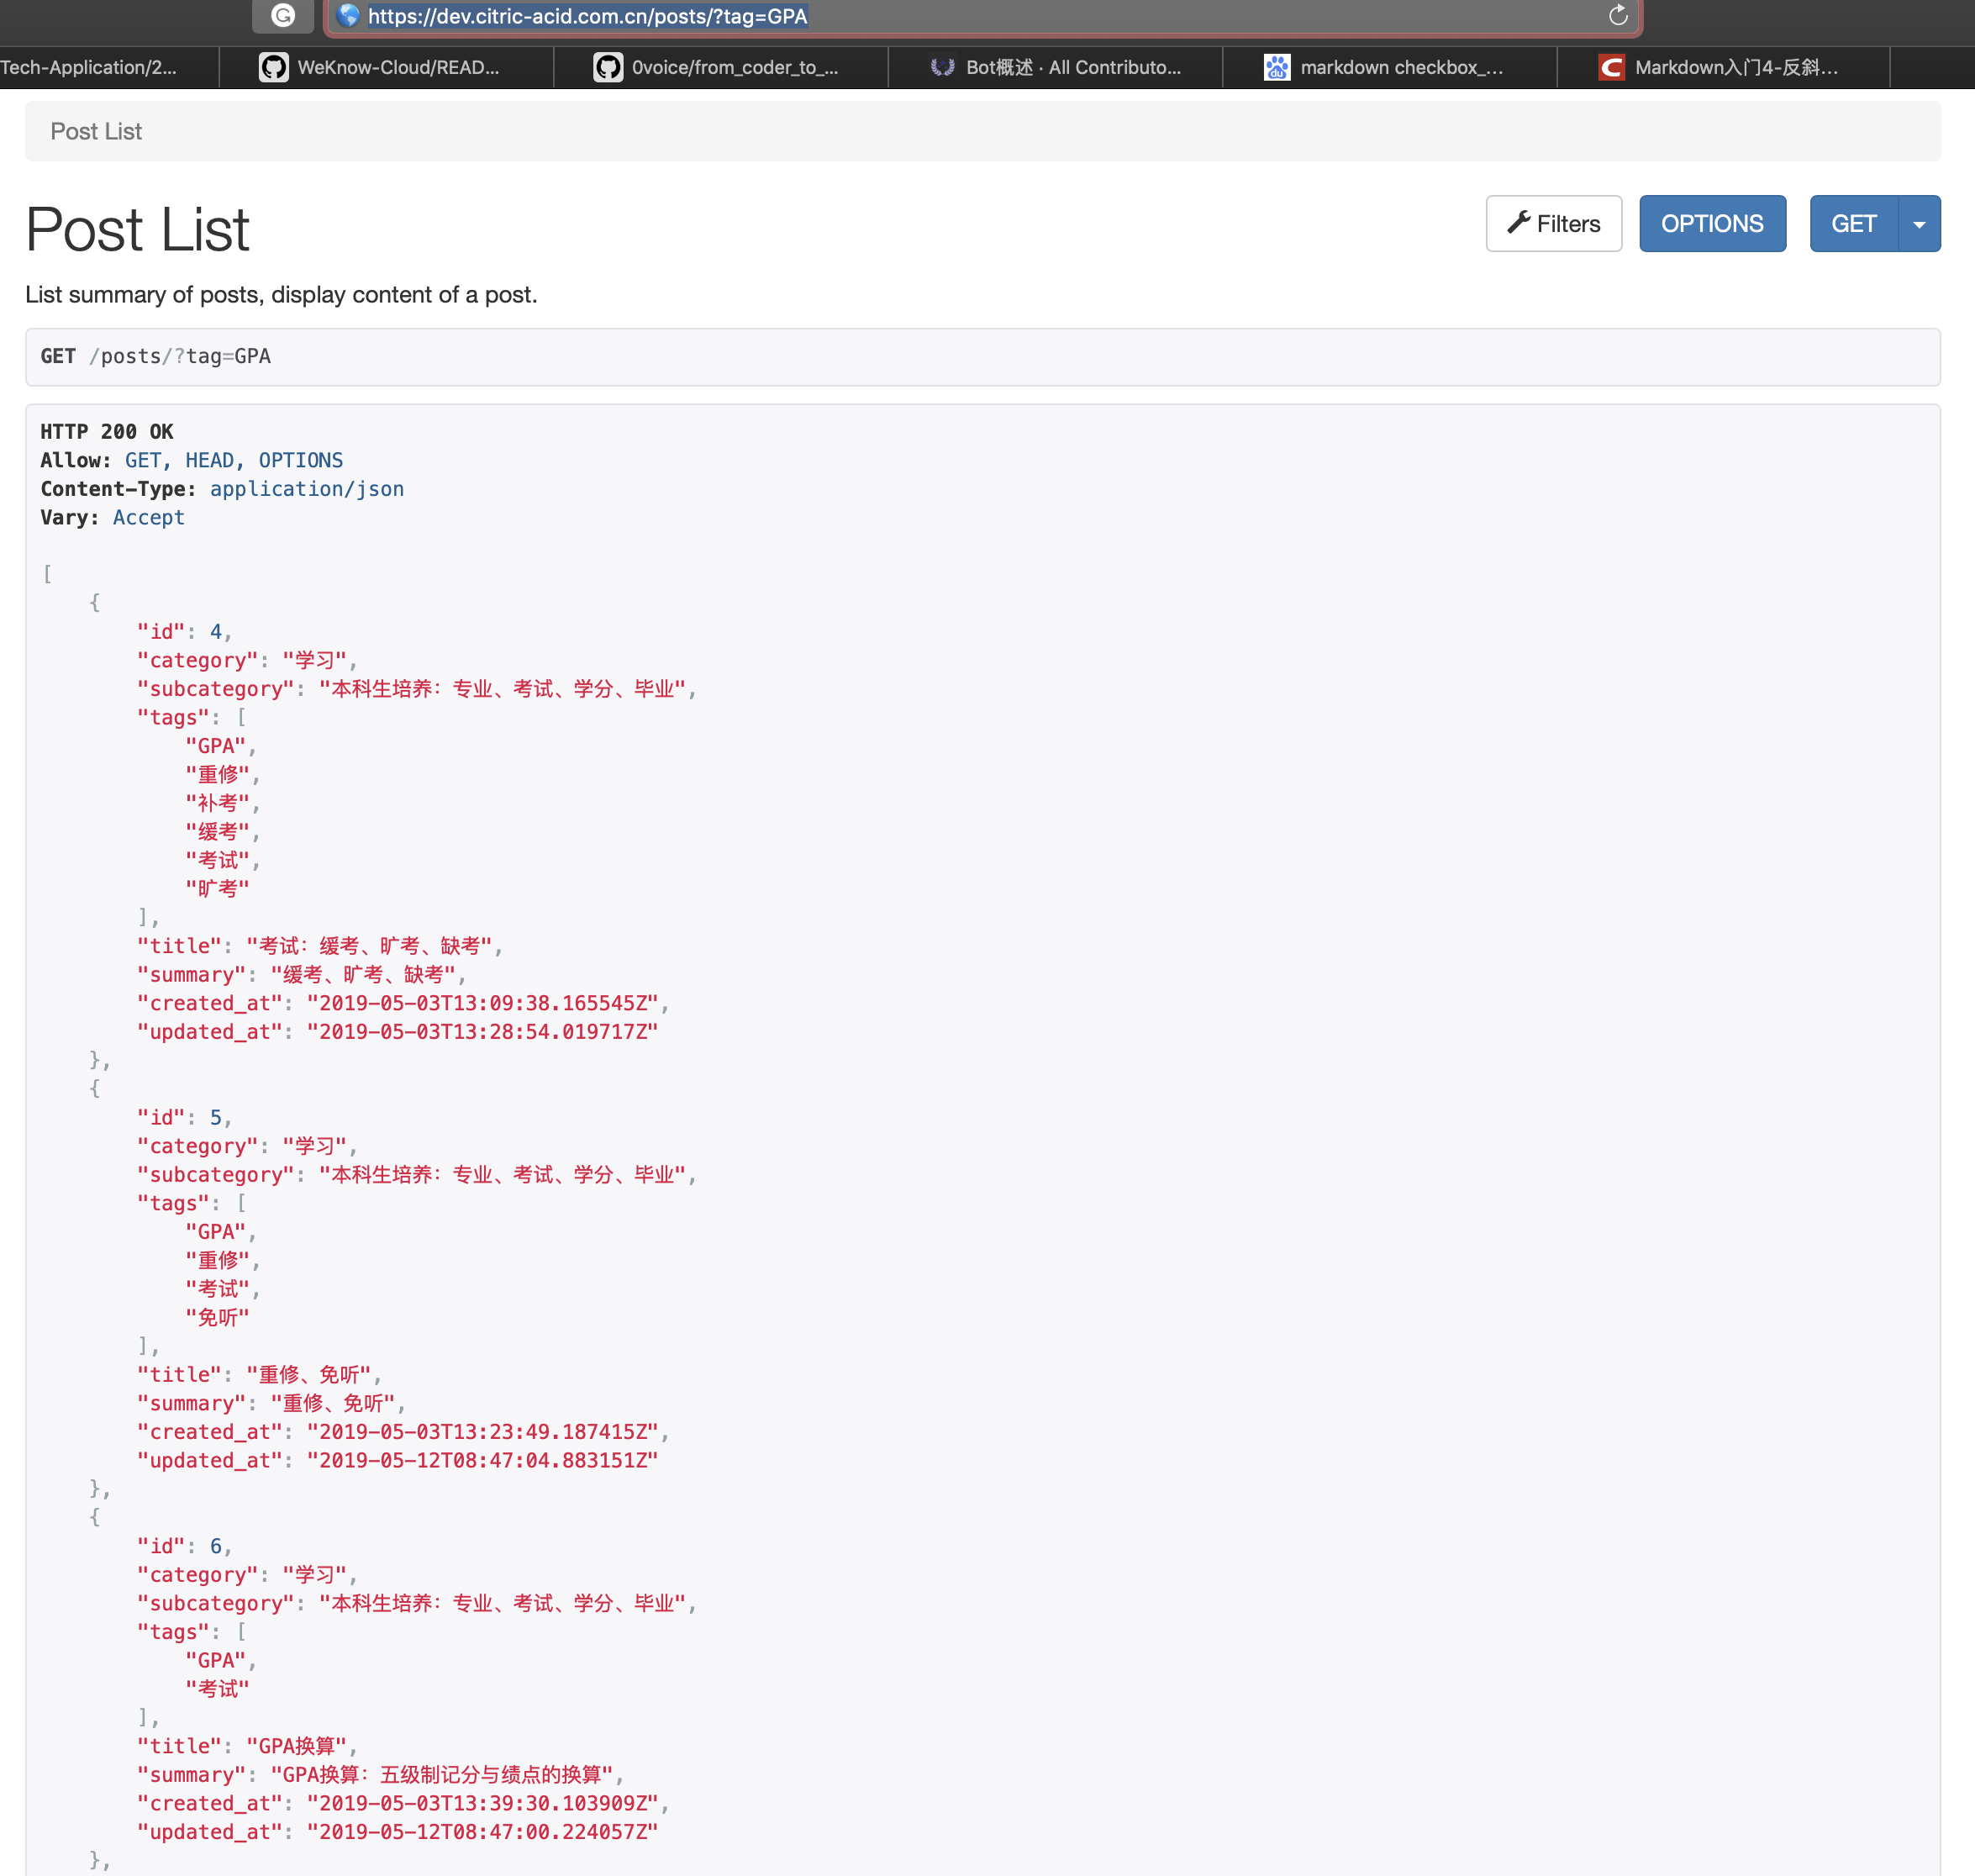 https://dev.citric-acid.com.cn/posts/?tag=GPA
Tech-Application/2...
WeKnow-Cloud/READ...
0voice/from_coder_to_...
Bot概述 · All Contributo...
markdown checkbox_...
Markdown入门4-反斜...
Post List
Post List
Filters
OPTIONS
GET
List summary of posts, display content of a post.
GET /posts/?tag=GPA
HTTP 200 OK
Allow: GET, HEAD, OPTIONS
Content-Type: application/json
Vary: Accept
[
    {
        "id": 4,
        "category": "学习",
        "subcategory": "本科生培养：专业、考试、学分、毕业",
        "tags": [
            "GPA",
            "重修",
            "补考",
            "缓考",
            "考试",
            "旷考"
        ],
        "title": "考试：缓考、旷考、缺考",
        "summary": "缓考、旷考、缺考",
        "created_at": "2019-05-03T13:09:38.165545Z",
        "updated_at": "2019-05-03T13:28:54.019717Z"
    },
    {
        "id": 5,
        "category": "学习",
        "subcategory": "本科生培养：专业、考试、学分、毕业",
        "tags": [
            "GPA",
            "重修",
            "考试",
            "免听"
        ],
        "title": "重修、免听",
        "summary": "重修、免听",
        "created_at": "2019-05-03T13:23:49.187415Z",
        "updated_at": "2019-05-12T08:47:04.883151Z"
    },
    {
        "id": 6,
        "category": "学习",
        "subcategory": "本科生培养：专业、考试、学分、毕业",
        "tags": [
            "GPA",
            "考试"
        ],
        "title": "GPA换算",
        "summary": "GPA换算：五级制记分与绩点的换算",
        "created_at": "2019-05-03T13:39:30.103909Z",
        "updated_at": "2019-05-12T08:47:00.224057Z"
    },